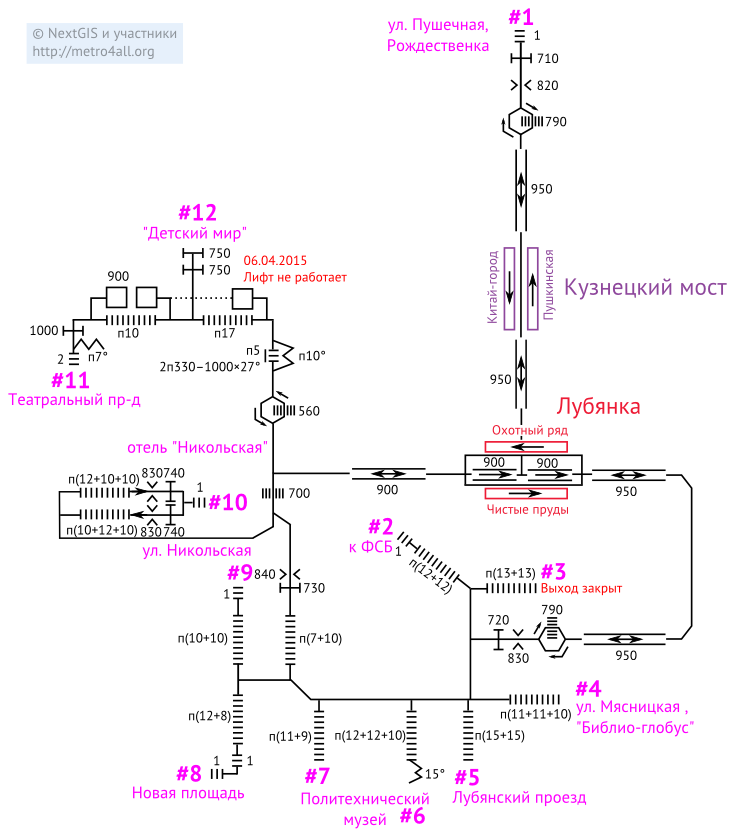 #1
ул. Пушечная,
Рождественка
1
© NextGIS и участники
http://metro4all.org
710
820
790
950
#12
"Детский мир"
750
750
06.04.2015
Лифт не работает
900
Китай-город
Пушкинская
Кузнецкий мост
1000
п10
п17
2
п7°
п5
п10°
2п330–1000×27°
#11
Театральный пр-д
950
560
Лубянка
Охотный ряд
отель "Никольская"
900
900
900
950
п(12+10+10)
830
740
1
700
#10
п(10+12+10)
830
740
Чистые пруды
ул. Никольская
#2
к ФСБ
1
п(12+12)
п(13+13)
#3
Выход закрыт
#9
840
730
1
720
790
830
950
п(10+10)
п(7+10)
#4
ул. Мясницкая ,
"Библио-глобус"
п(11+11+10)
п(12+8)
п(11+9)
п(12+12+10)
п(15+15)
1
1
#8
Новая площадь
#7
15°
#5
Лубянский проезд
Политехнический
музей
#6